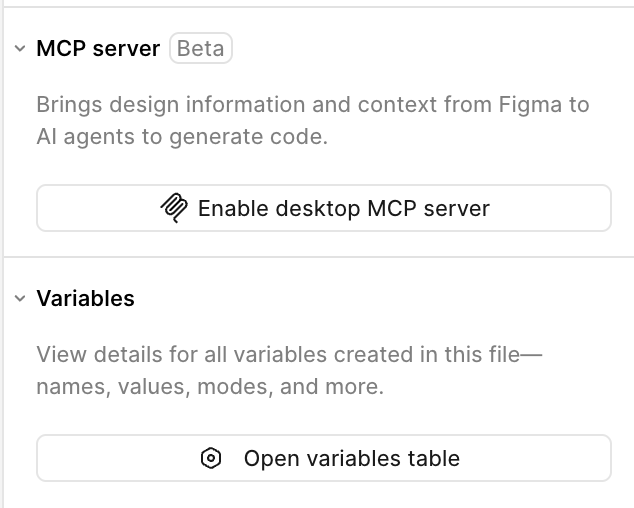 MCP server Beta
Brings design information and context from Figma to
AI agents to generate code.
Enable desktop MCP server
Variables
View details for all variables created in this file—
names, values, modes, and more.
Open variables table